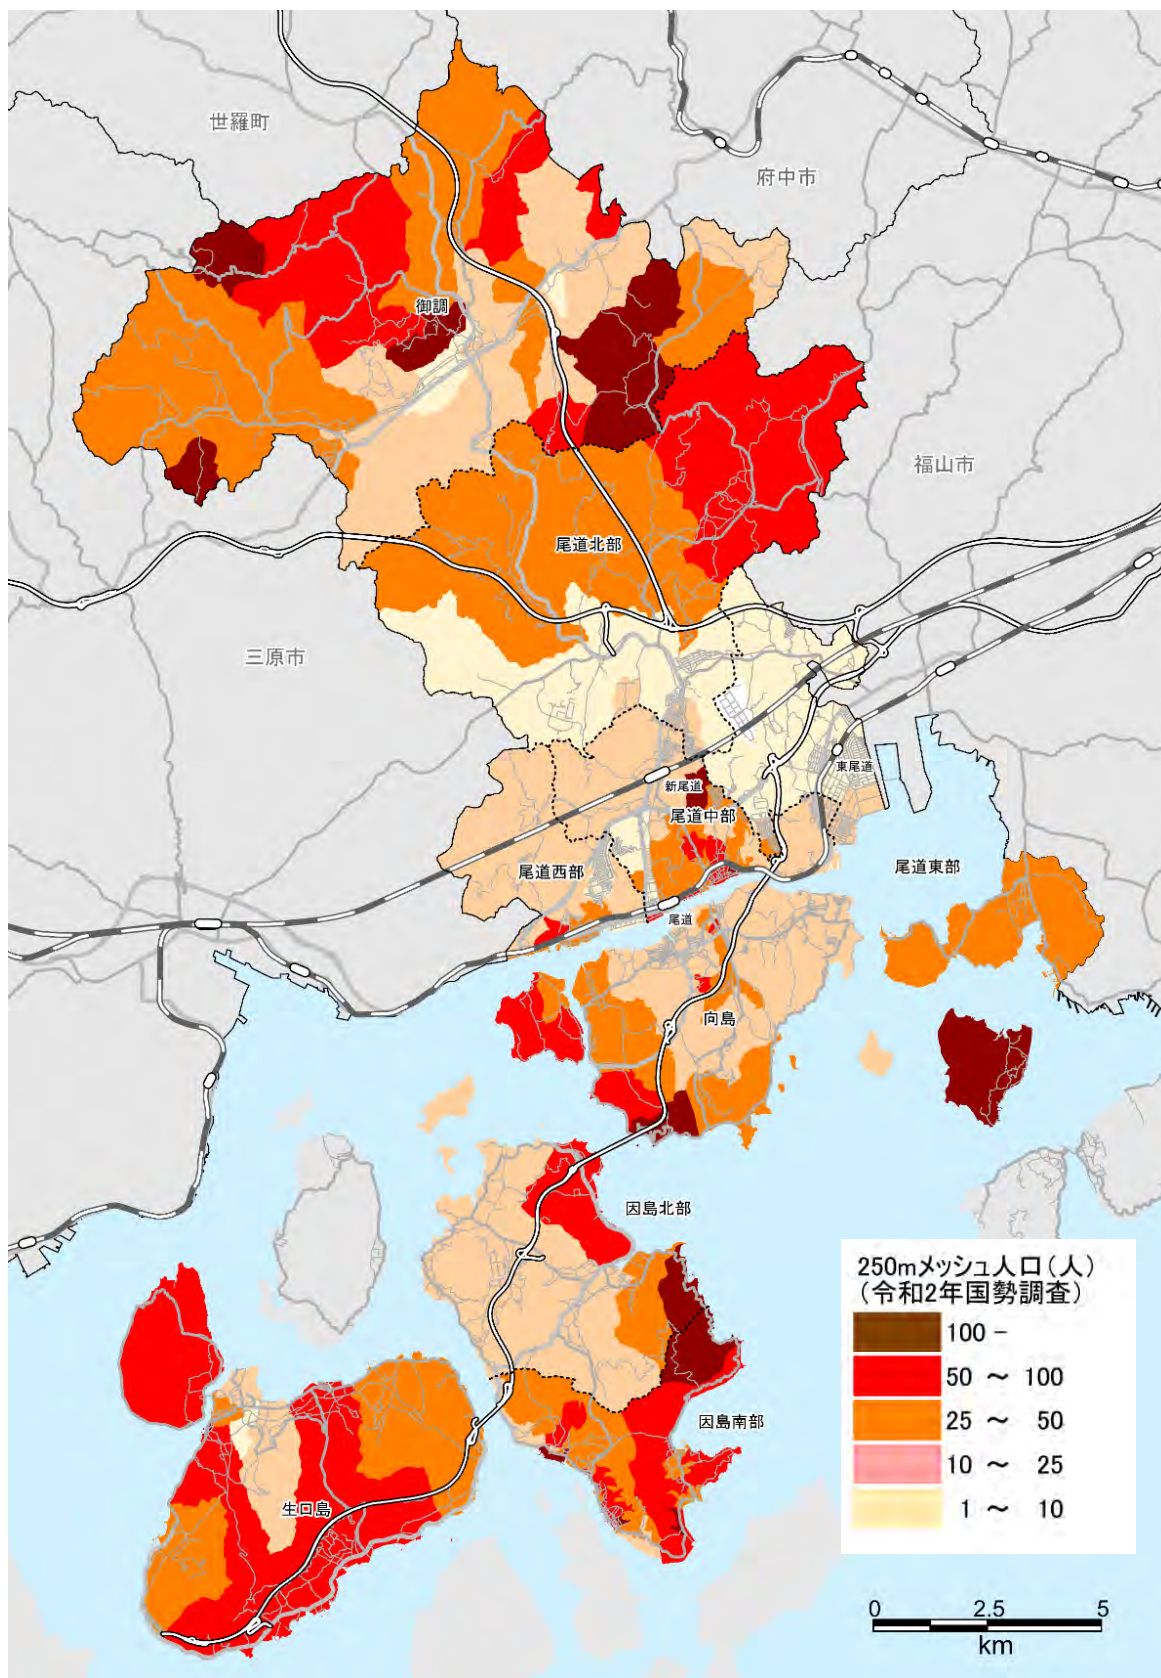 世羅町
府中市
御調
福山市
尾道北部
三原市
東尾道
新尾道
尾道中部
尾道西部
尾道東部
尾道
向島
因島北部
250mメッシュ人口(人)
(令和2年国勢調査)
100 -
50 ~ 100
25 ~ 50
10 ~ 25
1 ~ 10
因島南部
生口島
0 2.5 5
km